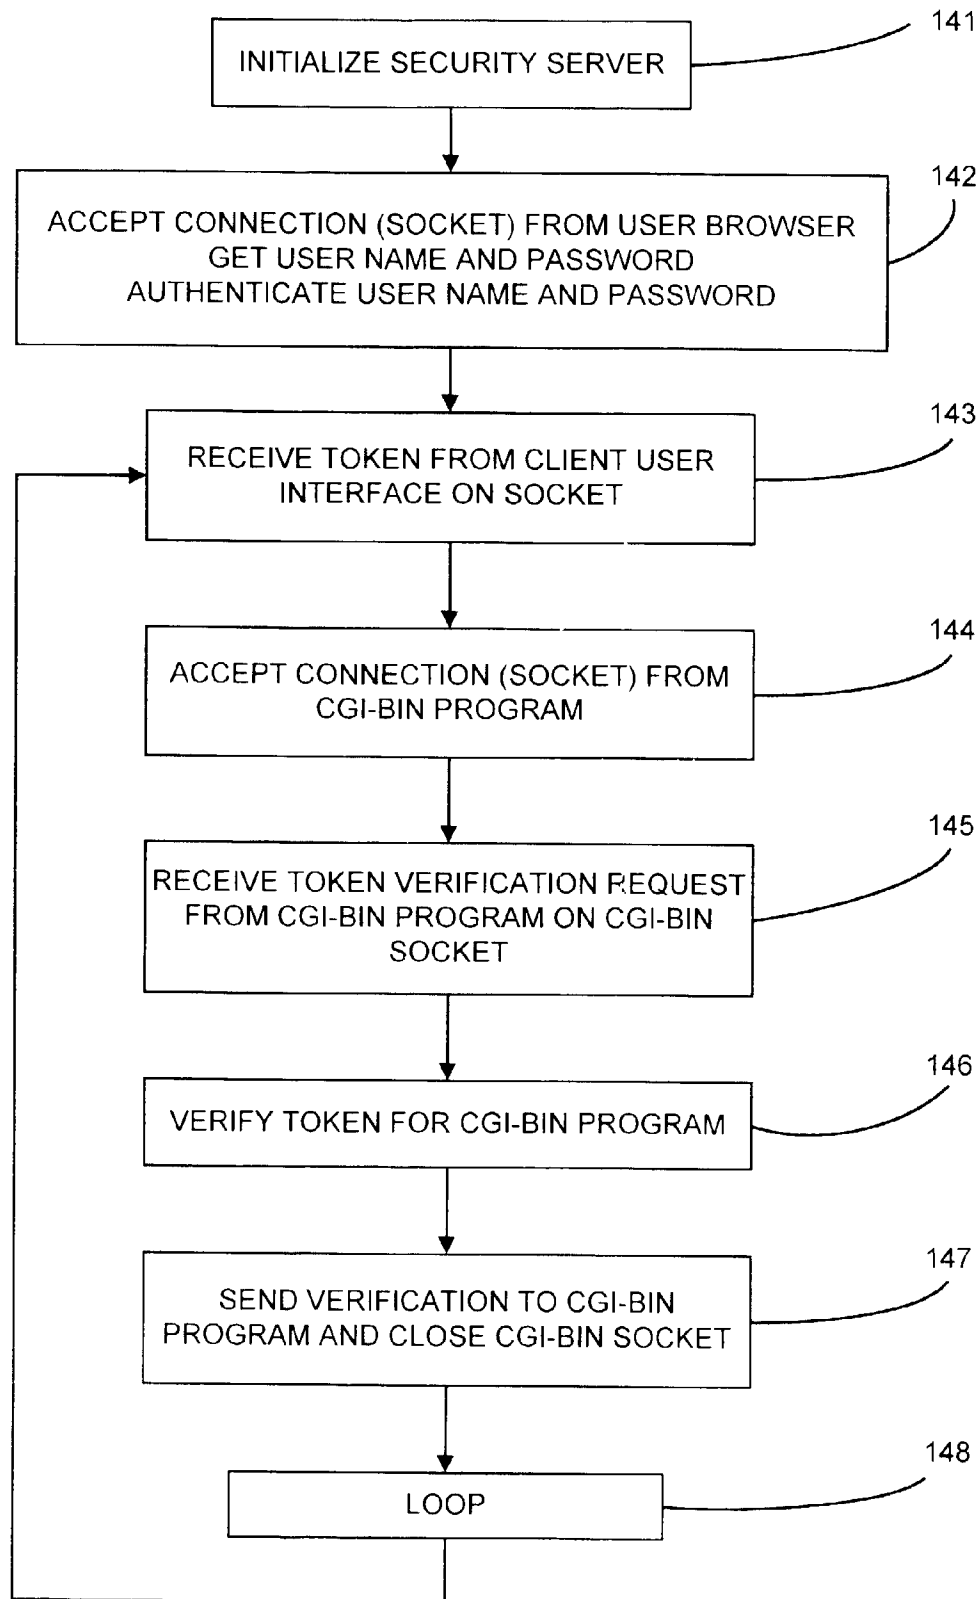 141
INITIALIZE SECURITY SERVER
142
ACCEPT CONNECTION (SOCKET) FROM USER BROWSER
GET USER NAME AND PASSWORD
AUTHENTICATE USER NAME AND PASSWORD
143
RECEIVE TOKEN FROM CLIENT USER
INTERFACE ON SOCKET
144
ACCEPT CONNECTION (SOCKET) FROM
CGI-BIN PROGRAM
145
RECEIVE TOKEN VERIFICATION REQUEST
FROM CGI-BIN PROGRAM ON CGI-BIN
SOCKET
146
VERIFY TOKEN FOR CGI-BIN PROGRAM
147
SEND VERIFICATION TO CGI-BIN
PROGRAM AND CLOSE CGI-BIN SOCKET
148
LOOP